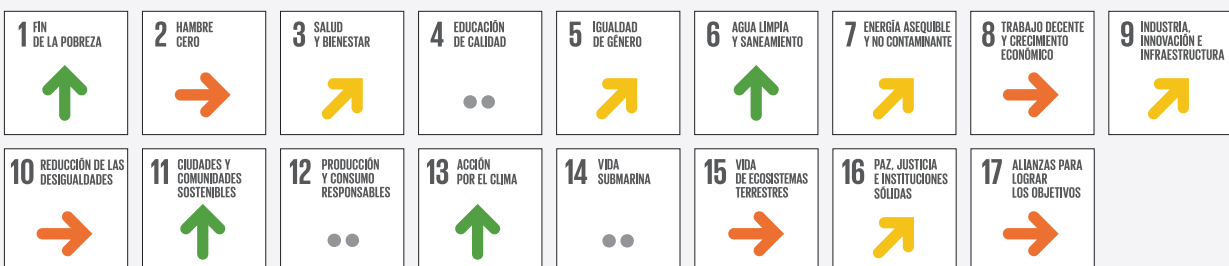 1 FIN
DE LA POBREZA
2 HAMBRE
CERO
3 SALUD
Y BIENESTAR
4 EDUCACIÓN
DE CALIDAD
5 IGUALDAD
DE GÉNERO
6 AGUA LIMPIA
Y SANEAMIENTO
7 ENERGÍA ASEQUIBLE
Y NO CONTAMINANTE
8 TRABAJO DECENTE
Y CRECIMIENTO
ECONÓMICO
9 INDUSTRIA,
INNOVACIÓN E
INFRAESTRUCTURA
10 REDUCCIÓN DE LAS
DESIGUALDADES
11 CIUDADES Y
COMUNIDADES
SOSTENIBLES
12 PRODUCCIÓN
Y CONSUMO
RESPONSABLES
13 ACCIÓN
POR EL CLIMA
14 VIDA
SUBMARINA
15 VIDA
DE ECOSISTEMAS
TERRESTRES
16 PAZ, JUSTICIA
E INSTITUCIONES
SÓLIDAS
17 ALIANZAS PARA
LOGRAR
LOS OBJETIVOS